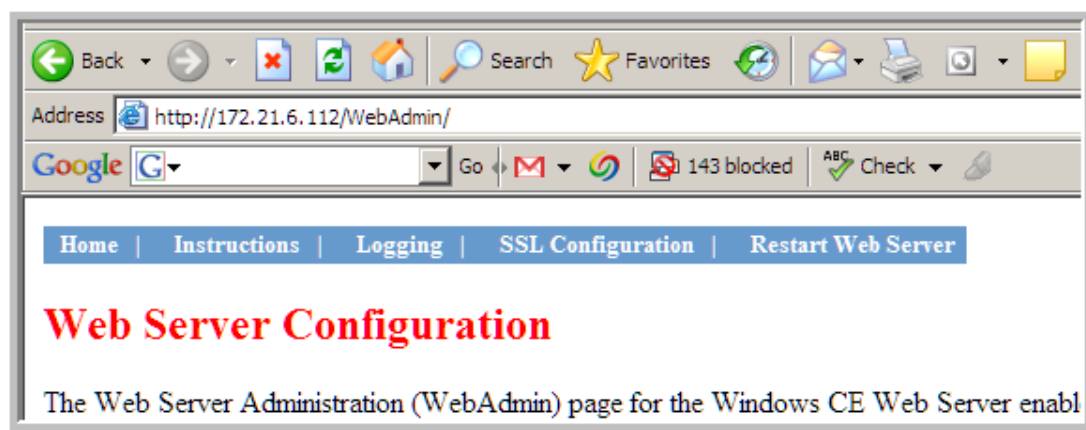 Back Search Favorites
Address http://172.21.6.112/WebAdmin/
Google G Go 143 blocked ABC Check
Home | Instructions | Logging | SSL Configuration | Restart Web Server
Web Server Configuration
The Web Server Administration (WebAdmin) page for the Windows CE Web Server enabl